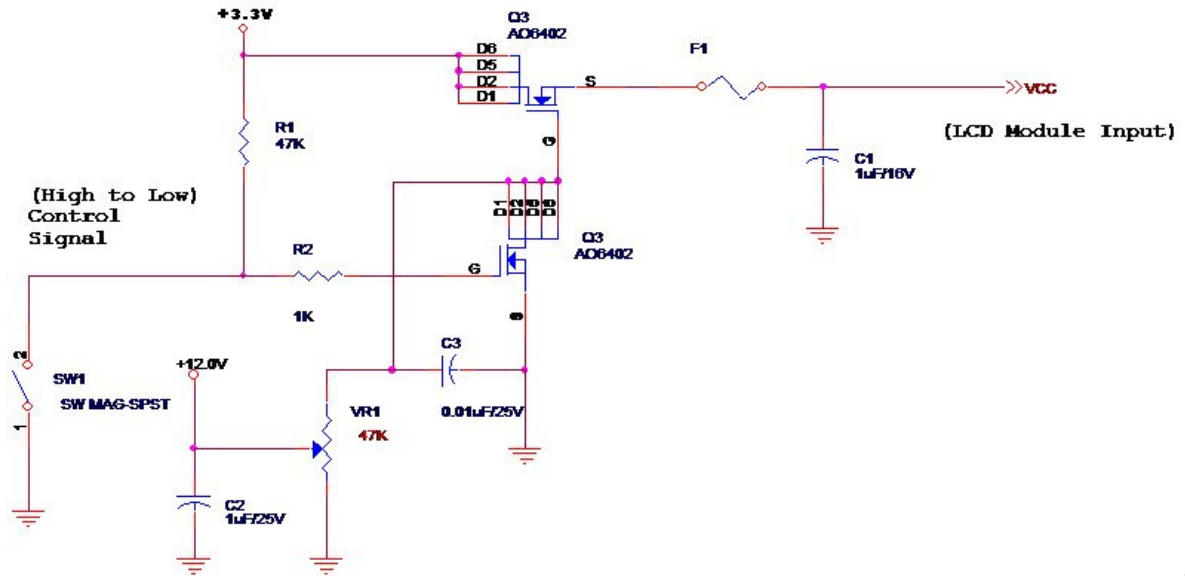 +3.3V
Q3
AO6402
F1
D6
D5
D2
D1
S
VCC
(LCD Module Input)
R1
47K
G
C1
1uF/16V
(High to Low)
Control
Signal
D1
D2
Q3
AO6402
R2
G
1K
C3
+12.0V
2
SW1
SW MAG-SPST
1
VR1
47K
0.01uF/25V
C2
1uF/25V